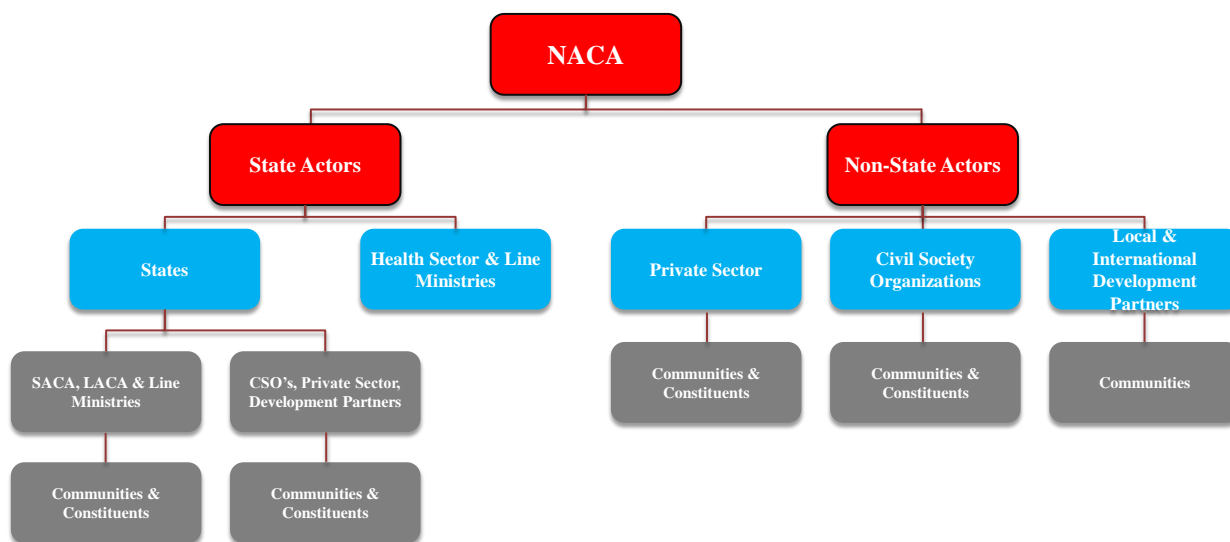 NACA
State Actors
Non-State Actors
States
Health Sector & Line
Ministries
Private Sector
Civil Society
Organizations
Local &
International
Development
Partners
SACA, LACA & Line
Ministries
CSO's, Private Sector,
Development Partners
Communities &
Constituents
Communities &
Constituents
Communities
Communities &
Constituents
Communities &
Constituents